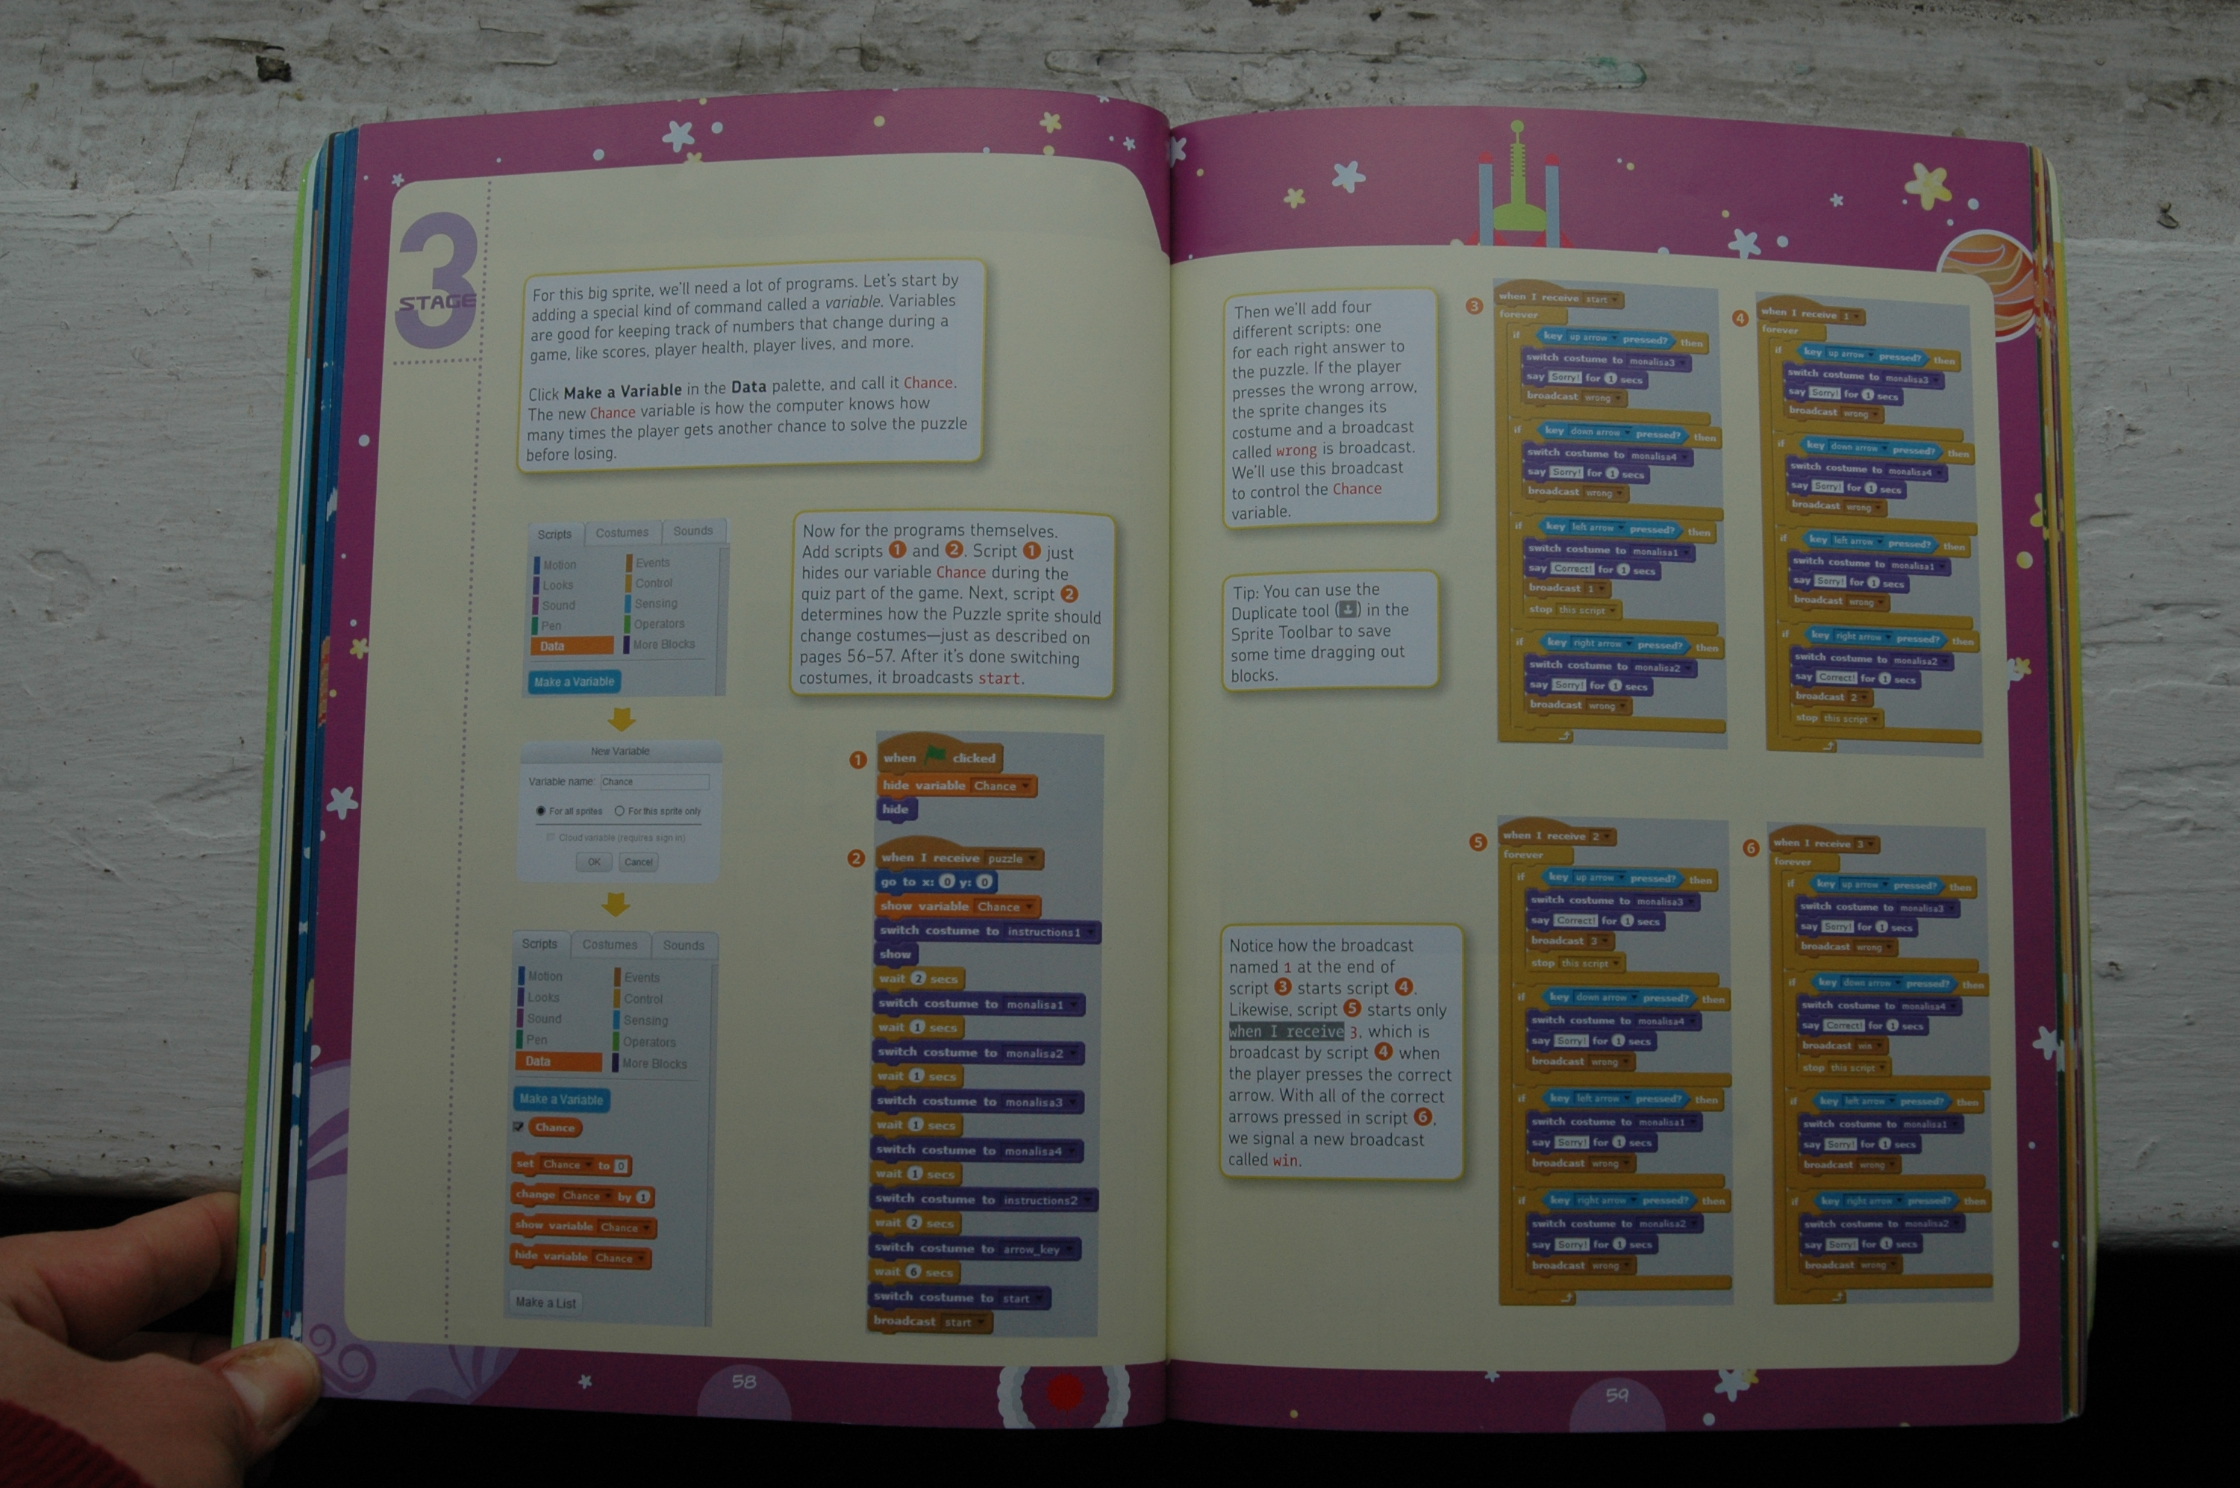 3
STAGE
For this big sprite, we'll need a lot of programs. Let's start by
adding a special kind of command called a variable. Variables
are good for keeping track of numbers that change during a
game, like scores, player health, player lives, and more.
Click Make a Variable in the Data palette, and call it Chance.
The new Chance variable is how the computer knows how
many times the player gets another chance to solve the puzzle
before losing.
Scripts Costumes Sounds
Motion Events
Looks Control
Sound Sensing
Pen Operators
Data More Blocks
Make a Variable
New Variable
Variable name: Chance
For all sprites For this sprite only
Cloud variable (requires sign in)
OK Cancel
Scripts Costumes Sounds
Motion Events
Looks Control
Sound Sensing
Pen Operators
Data More Blocks
Make a Variable
Chance
set Chance to 0
change Chance by 1
show variable Chance
hide variable Chance
Make a List
Now for the programs themselves.
Add scripts 1 and 2. Script 1 just
hides our variable Chance during the
quiz part of the game. Next, script 2
determines how the Puzzle sprite should
change costumes—just as described on
pages 56–57. After it's done switching
costumes, it broadcasts start.
1
when clicked
hide variable Chance
hide
2
when I receive puzzle
go to x: 0 y: 0
show variable Chance
switch costume to instructions1
show
wait 2 secs
switch costume to monalisa1
wait 1 secs
switch costume to monalisa2
wait 1 secs
switch costume to monalisa3
wait 1 secs
switch costume to monalisa4
wait 1 secs
switch costume to instructions2
wait 2 secs
switch costume to arrow_key
wait 6 secs
switch costume to start
broadcast start
58
Then we'll add four
different scripts: one
for each right answer to
the puzzle. If the player
presses the wrong arrow,
the sprite changes its
costume and a broadcast
called wrong is broadcast.
We'll use this broadcast
to control the Chance
variable.
Tip: You can use the
Duplicate tool ( ) in the
Sprite Toolbar to save
some time dragging out
blocks.
3
when I receive start
forever
if key up arrow pressed? then
switch costume to monalisa3
say Sorry! for 1 secs
broadcast wrong
if key down arrow pressed? then
switch costume to monalisa4
say Sorry! for 1 secs
broadcast wrong
if key left arrow pressed? then
switch costume to monalisa1
say Correct! for 1 secs
broadcast 1
stop this script
if key right arrow pressed? then
switch costume to monalisa2
say Sorry! for 1 secs
broadcast wrong
4
when I receive 1
forever
if key up arrow pressed? then
switch costume to monalisa3
say Sorry! for 1 secs
broadcast wrong
if key down arrow pressed? then
switch costume to monalisa4
say Sorry! for 1 secs
broadcast wrong
if key left arrow pressed? then
switch costume to monalisa1
say Sorry! for 1 secs
broadcast wrong
if key right arrow pressed? then
switch costume to monalisa2
say Correct! for 1 secs
broadcast 2
stop this script
Notice how the broadcast
named 1 at the end of
script 3 starts script 4.
Likewise, script 5 starts only
when I receive 3, which is
broadcast by script 4 when
the player presses the correct
arrow. With all of the correct
arrows pressed in script 6,
we signal a new broadcast
called win.
5
when I receive 2
forever
if key up arrow pressed? then
switch costume to monalisa3
say Correct! for 1 secs
broadcast 3
stop this script
if key down arrow pressed? then
switch costume to monalisa4
say Sorry! for 1 secs
broadcast wrong
if key left arrow pressed? then
switch costume to monalisa1
say Sorry! for 1 secs
broadcast wrong
if key right arrow pressed? then
switch costume to monalisa2
say Sorry! for 1 secs
broadcast wrong
6
when I receive 3
forever
if key up arrow pressed? then
switch costume to monalisa3
say Sorry! for 1 secs
broadcast wrong
if key down arrow pressed? then
switch costume to monalisa4
say Correct! for 1 secs
broadcast win
stop this script
if key left arrow pressed? then
switch costume to monalisa1
say Sorry! for 1 secs
broadcast wrong
if key right arrow pressed? then
switch costume to monalisa2
say Sorry! for 1 secs
broadcast wrong
59